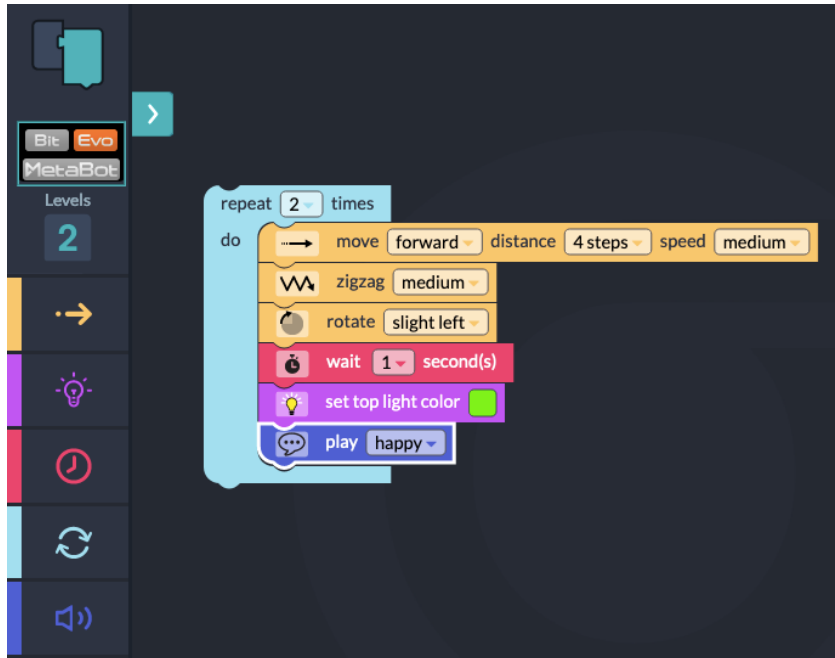 Bit Evo
MetaBot
Levels
2
repeat 2 times
do move forward distance 4 steps speed medium
zigzag medium
rotate slight left
wait 1 second(s)
set top light color
play happy